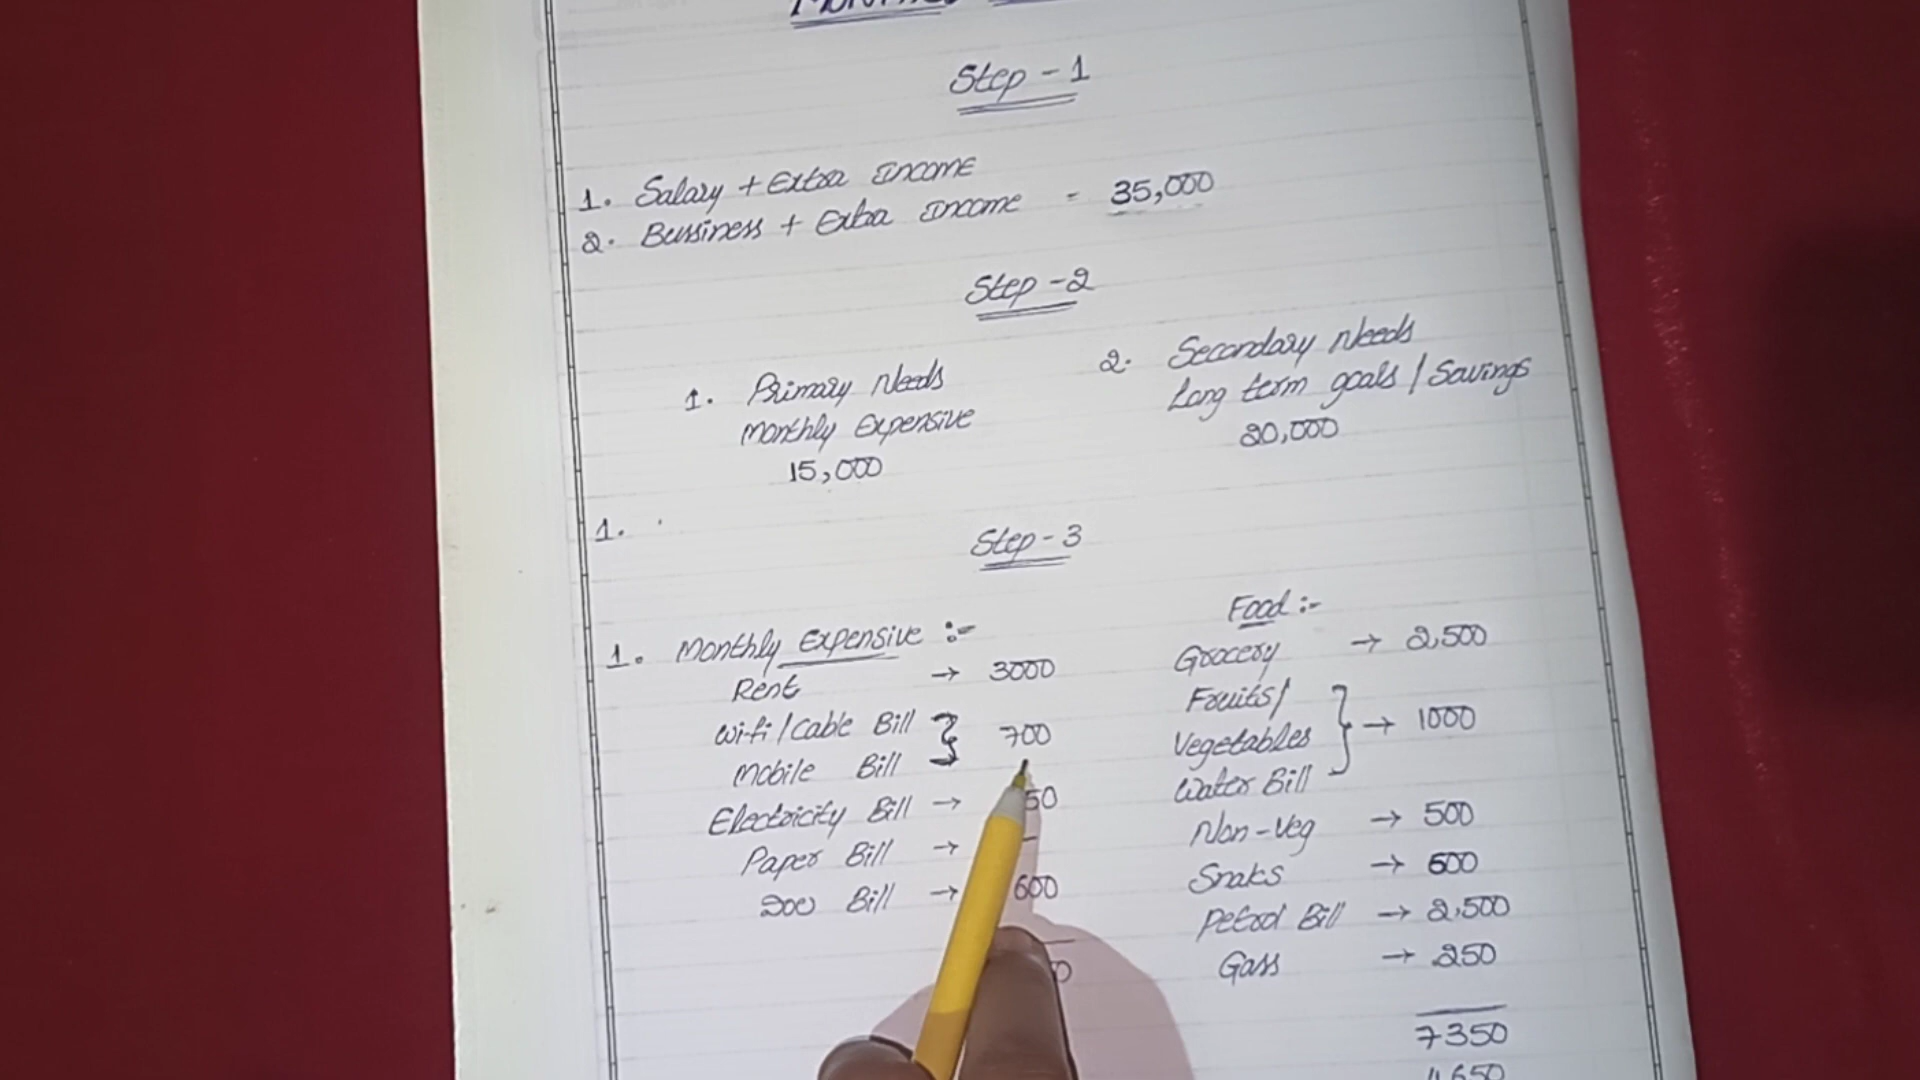 Step - 1
1. Salary + Extra Income
2. Bussiness + Extra Income - 35,000
Step - 2
1. Primary Needs
Monthly Expensive
15,000
2. Secondary Needs
Long term goals / Savings
20,000
1.
Step - 3
1. Monthly Expensive :-
Rent → 3000
Wi-fi / Cable Bill } 700
Mobile Bill
Electricity Bill → 50
Paper Bill → -
Bill → 600
Food :-
Grocery → 2,500
Fruits /
Vegetables } → 1000
Water Bill
Non-Veg → 500
Snaks → 600
Petrol Bill → 2,500
Gass → 250
7350
4650